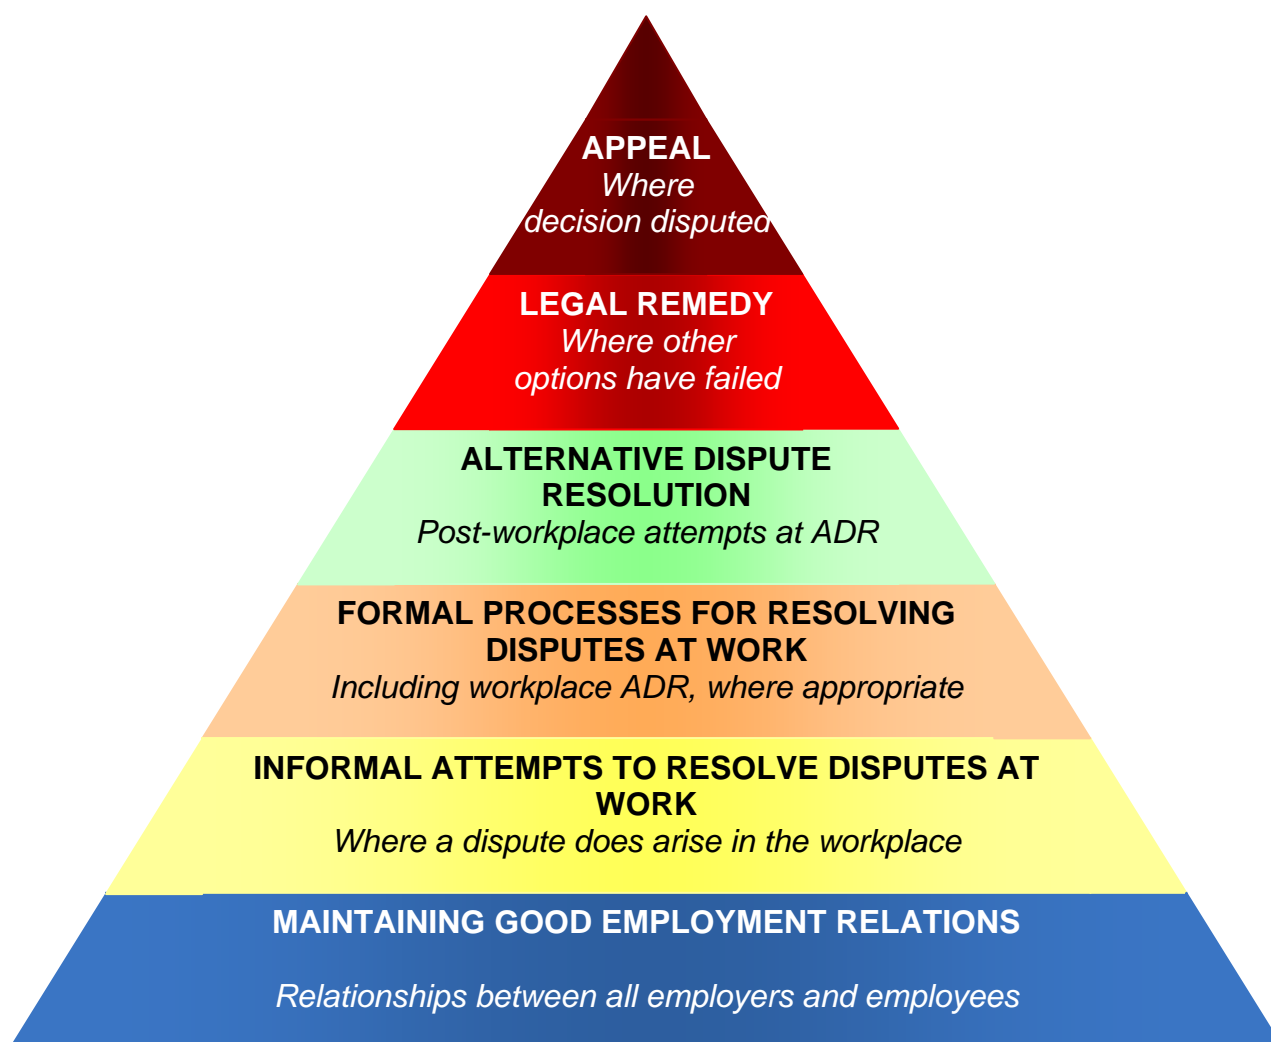 APPEAL
Where
decision disputed
LEGAL REMEDY
Where other
options have failed
ALTERNATIVE DISPUTE
RESOLUTION
Post-workplace attempts at ADR
FORMAL PROCESSES FOR RESOLVING
DISPUTES AT WORK
Including workplace ADR, where appropriate
INFORMAL ATTEMPTS TO RESOLVE DISPUTES AT
WORK
Where a dispute does arise in the workplace
MAINTAINING GOOD EMPLOYMENT RELATIONS
Relationships between all employers and employees